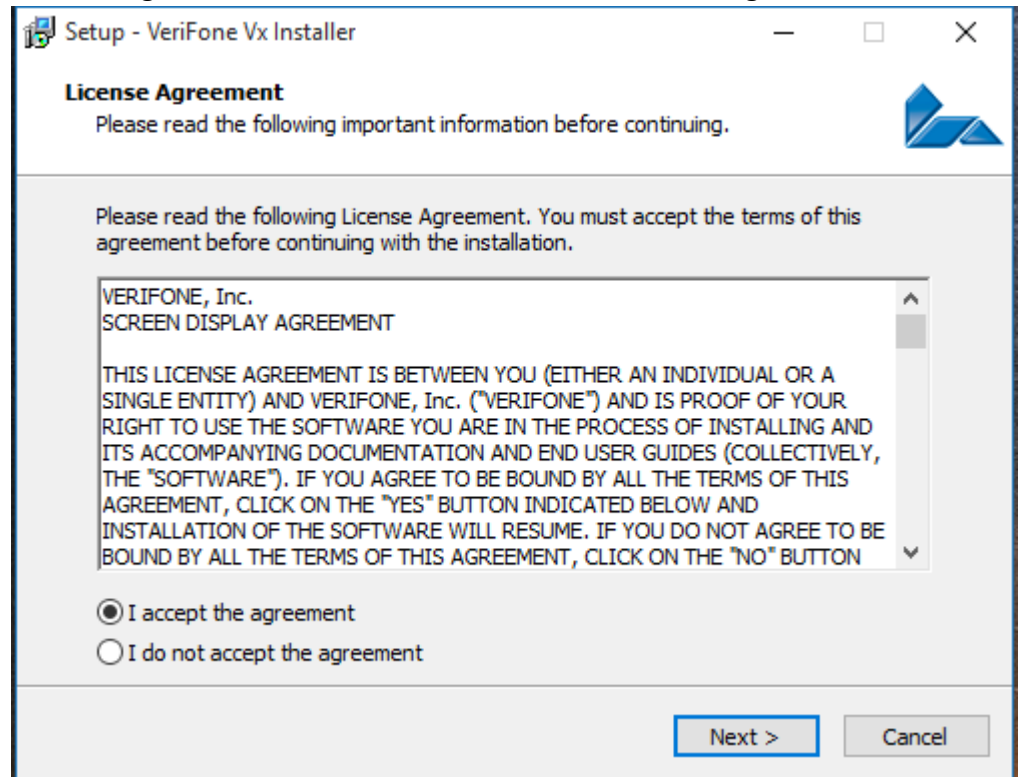 Setup - VeriFone Vx Installer
License Agreement
Please read the following important information before continuing.
Please read the following License Agreement. You must accept the terms of this
agreement before continuing with the installation.
VERIFONE, Inc.
SCREEN DISPLAY AGREEMENT
THIS LICENSE AGREEMENT IS BETWEEN YOU (EITHER AN INDIVIDUAL OR A
SINGLE ENTITY) AND VERIFONE, Inc. ("VERIFONE") AND IS PROOF OF YOUR
RIGHT TO USE THE SOFTWARE YOU ARE IN THE PROCESS OF INSTALLING AND
ITS ACCOMPANYING DOCUMENTATION AND END USER GUIDES (COLLECTIVELY,
THE "SOFTWARE"). IF YOU AGREE TO BE BOUND BY ALL THE TERMS OF THIS
AGREEMENT, CLICK ON THE "YES" BUTTON INDICATED BELOW AND
INSTALLATION OF THE SOFTWARE WILL RESUME. IF YOU DO NOT AGREE TO BE
BOUND BY ALL THE TERMS OF THIS AGREEMENT, CLICK ON THE "NO" BUTTON
I accept the agreement
I do not accept the agreement
Next >
Cancel